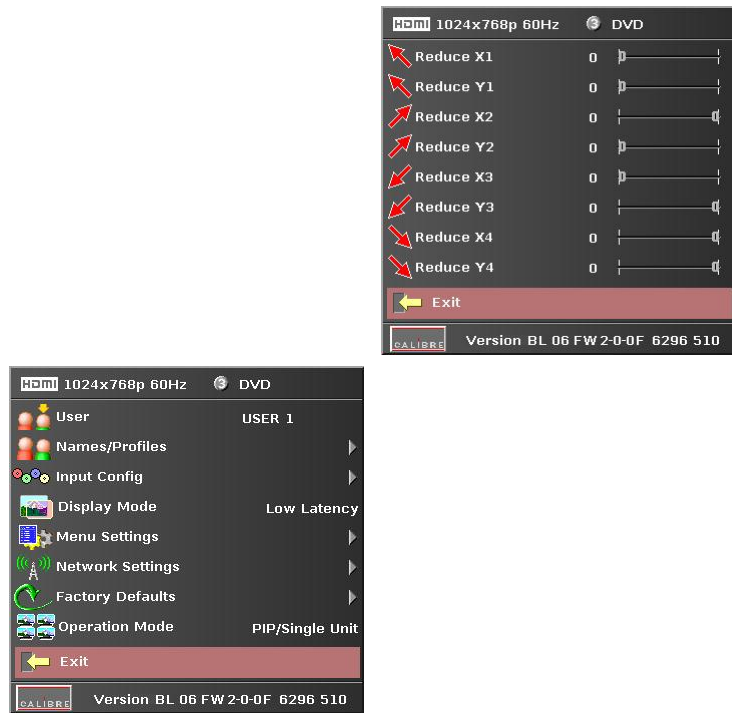 HDMI 1024x768p 60Hz 3 DVD
Reduce X1 0
Reduce Y1 0
Reduce X2 0
Reduce Y2 0
Reduce X3 0
Reduce Y3 0
Reduce X4 0
Reduce Y4 0
Exit
CALIBRE Version BL 06 FW 2-0-0F 6296 510
HDMI 1024x768p 60Hz 3 DVD
User USER 1
Names/Profiles
Input Config
Display Mode Low Latency
Menu Settings
Network Settings
Factory Defaults
Operation Mode PIP/Single Unit
Exit
CALIBRE Version BL 06 FW 2-0-0F 6296 510